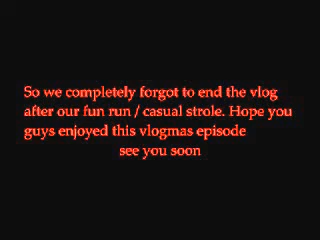 So we completely forgot to end the vlog
after our fun run / casual strole. Hope you
guys enjoyed this vlogmas episode
see you soon